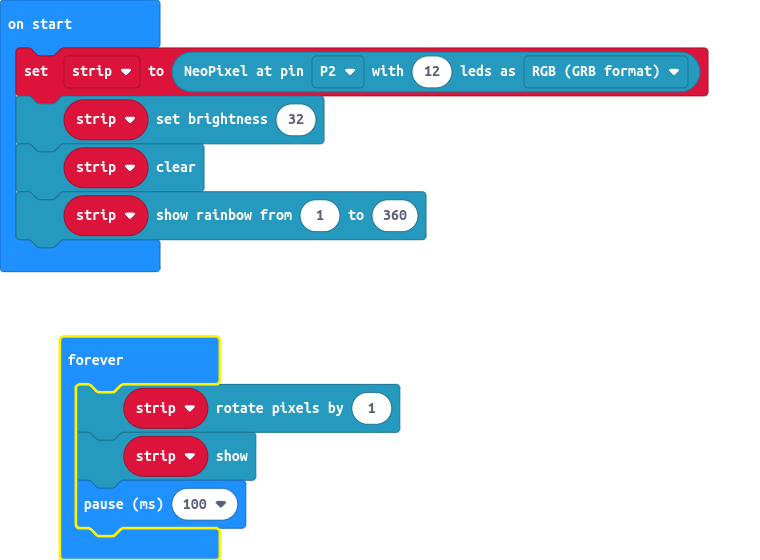 on start
set strip to NeoPixel at pin P2 with 12 leds as RGB (GRB format)
strip set brightness 32
strip clear
strip show rainbow from 1 to 360
forever
strip rotate pixels by 1
strip show
pause (ms) 100